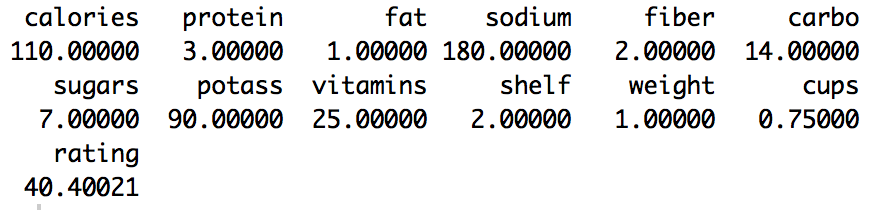 calories protein fat sodium fiber carbo
110.00000 3.00000 1.00000 180.00000 2.00000 14.00000
sugars potass vitamins shelf weight cups
7.00000 90.00000 25.00000 2.00000 1.00000 0.75000
rating
40.40021